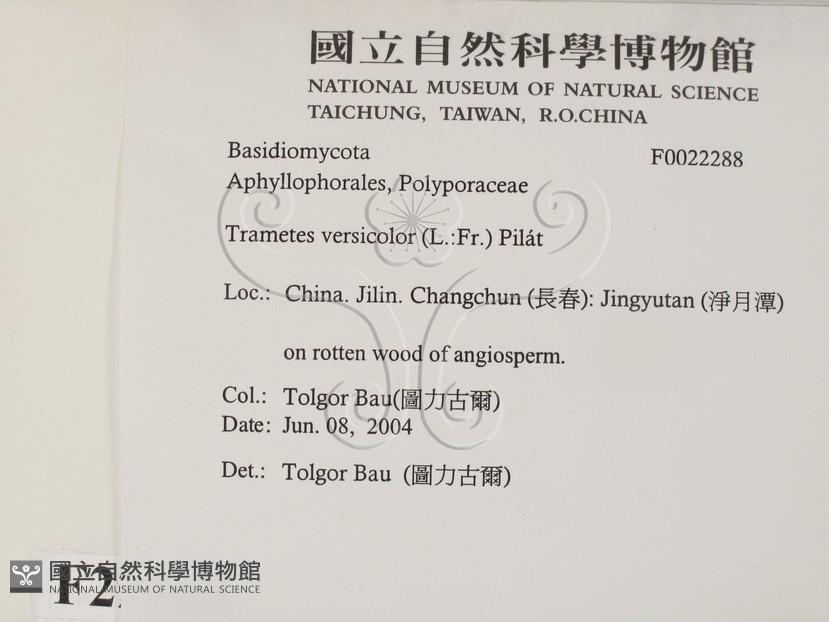 國立自然科學博物館
NATIONAL MUSEUM OF NATURAL SCIENCE
TAICHUNG, TAIWAN, R.O.CHINA
Basidiomycota F0022288
Aphyllophorales, Polyporaceae
Trametes versicolor (L.:Fr.) Pilát
Loc.: China. Jilin. Changchun (長春): Jingyutan (淨月潭)
on rotten wood of angiosperm.
Col.: Tolgor Bau(圖力古爾)
Date: Jun. 08, 2004
Det.: Tolgor Bau (圖力古爾)
國立自然科學博物館
NATIONAL MUSEUM OF NATURAL SCIENCE
F2